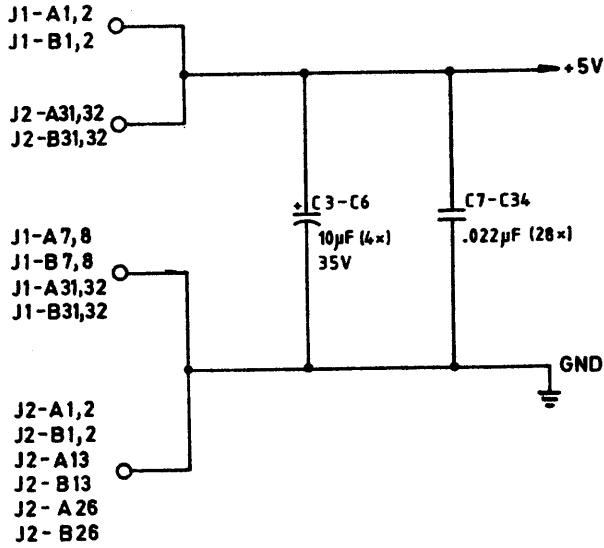 J1-A1,2
J1-B1,2
+5V
J2-A31,32
J2-B31,32
+ C3-C6
10µF (4x)
35V
C7-C34
.022µF (28x)
J1-A7,8
J1-B7,8
J1-A31,32
J1-B31,32
GND
J2-A1,2
J2-B1,2
J2-A13
J2-B13
J2-A26
J2-B26